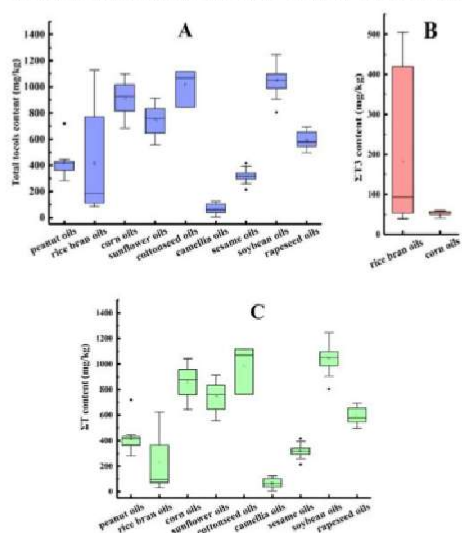 A
Total tocols content (mg/kg)
1400
1200
1000
800
600
400
200
0
peanut oils
rice bran oils
corn oils
sunflower oils
cottonseed oils
camellia oils
sesame oils
soybean oils
rapeseed oils
B
ΣT3 content (mg/kg)
500
400
300
200
100
0
rice bran oils
corn oils
C
ΣT content (mg/kg)
1400
1200
1000
800
600
400
200
0
peanut oils
rice bran oils
corn oils
sunflower oils
cottonseed oils
camellia oils
sesame oils
soybean oils
rapeseed oils